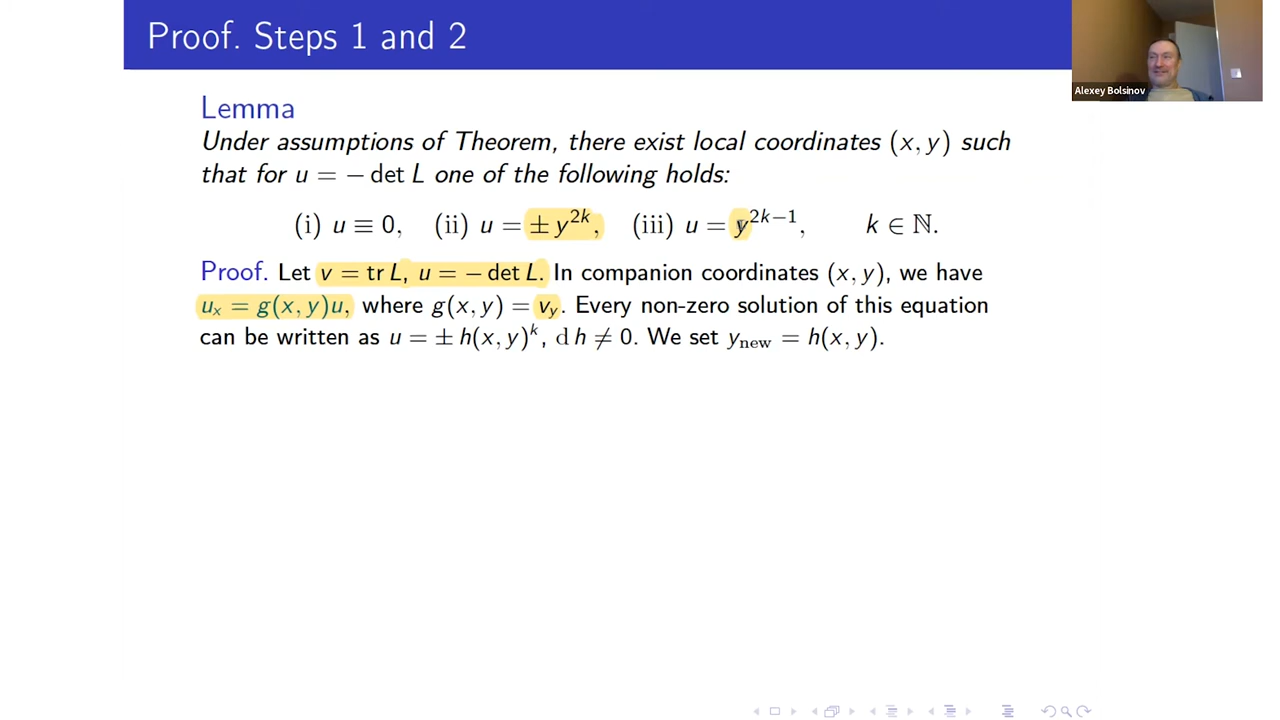 Proof. Steps 1 and 2
Alexey Bolsinov
Lemma
Under assumptions of Theorem, there exist local coordinates (x, y) such
that for u = − det L one of the following holds:
(i) u ≡ 0, (ii) u = ± y^{2k}, (iii) u = y^{2k−1}, k ∈ ℕ.
Proof. Let v = tr L, u = − det L. In companion coordinates (x, y), we have
u_x = g(x, y)u, where g(x, y) = v_y. Every non-zero solution of this equation
can be written as u = ± h(x, y)^k, d h ≠ 0. We set y_new = h(x, y).